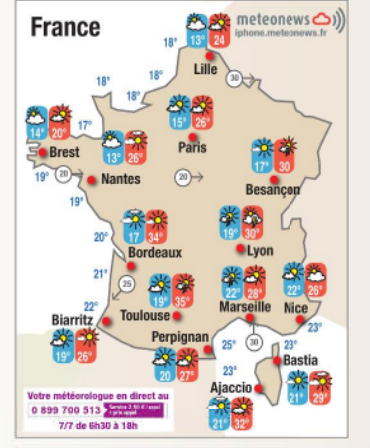 France
meteonews
iphone.meteonews.fr
18° 13° 24
Lille
30
18° 18°
18°
15° 26°
Paris
14° 20° 17°
Brest
13° 26°
Nantes
19° 20
20
17° 30
Besançon
19°
19° 30°
Lyon
20°
17 34°
Bordeaux
21°
25
19° 35°
Toulouse
22° 28°
Marseille
22° 26°
Nice
22°
Biarritz
19° 26°
23°
Perpignan
20 27°
25° 30
23°
Bastia
21° 29°
23°
Ajaccio
21° 32°
Votre météorologue en direct au
0 899 700 513
7/7 de 6h30 à 18h